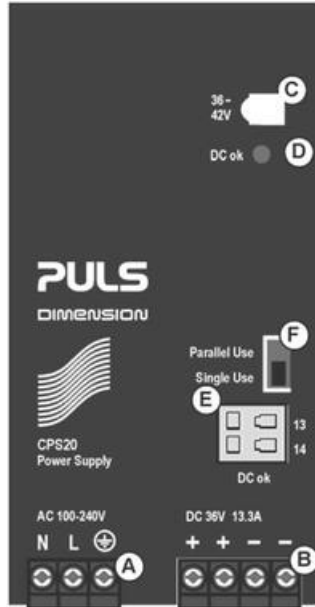 C
36–
42V
DC ok D
PULS
DIMENSION
F
Parallel Use
Single Use
E
13
14
CPS20
Power Supply
DC ok
AC 100-240V DC 36V 13.3A
N L + + – –
A B